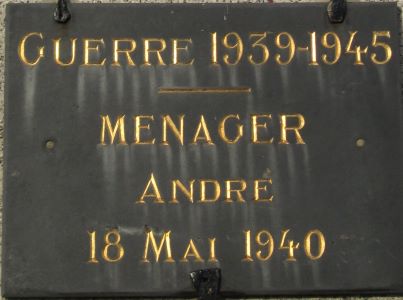 GUERRE 1939-1945
MENAGER
ANDRE
18 MAI 1940